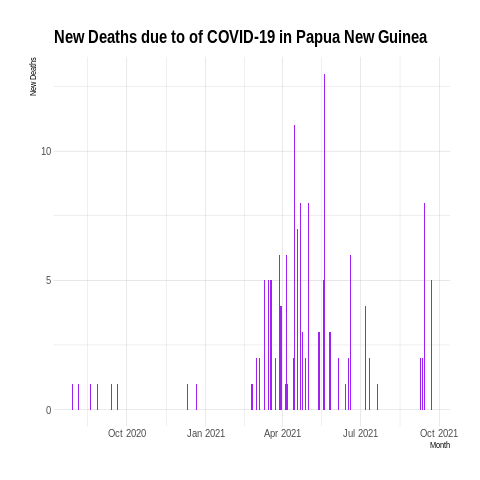 New Deaths due to of COVID-19 in Papua New Guinea
New Deaths
10
5
0
Oct 2020 Jan 2021 Apr 2021 Jul 2021 Oct 2021
Month